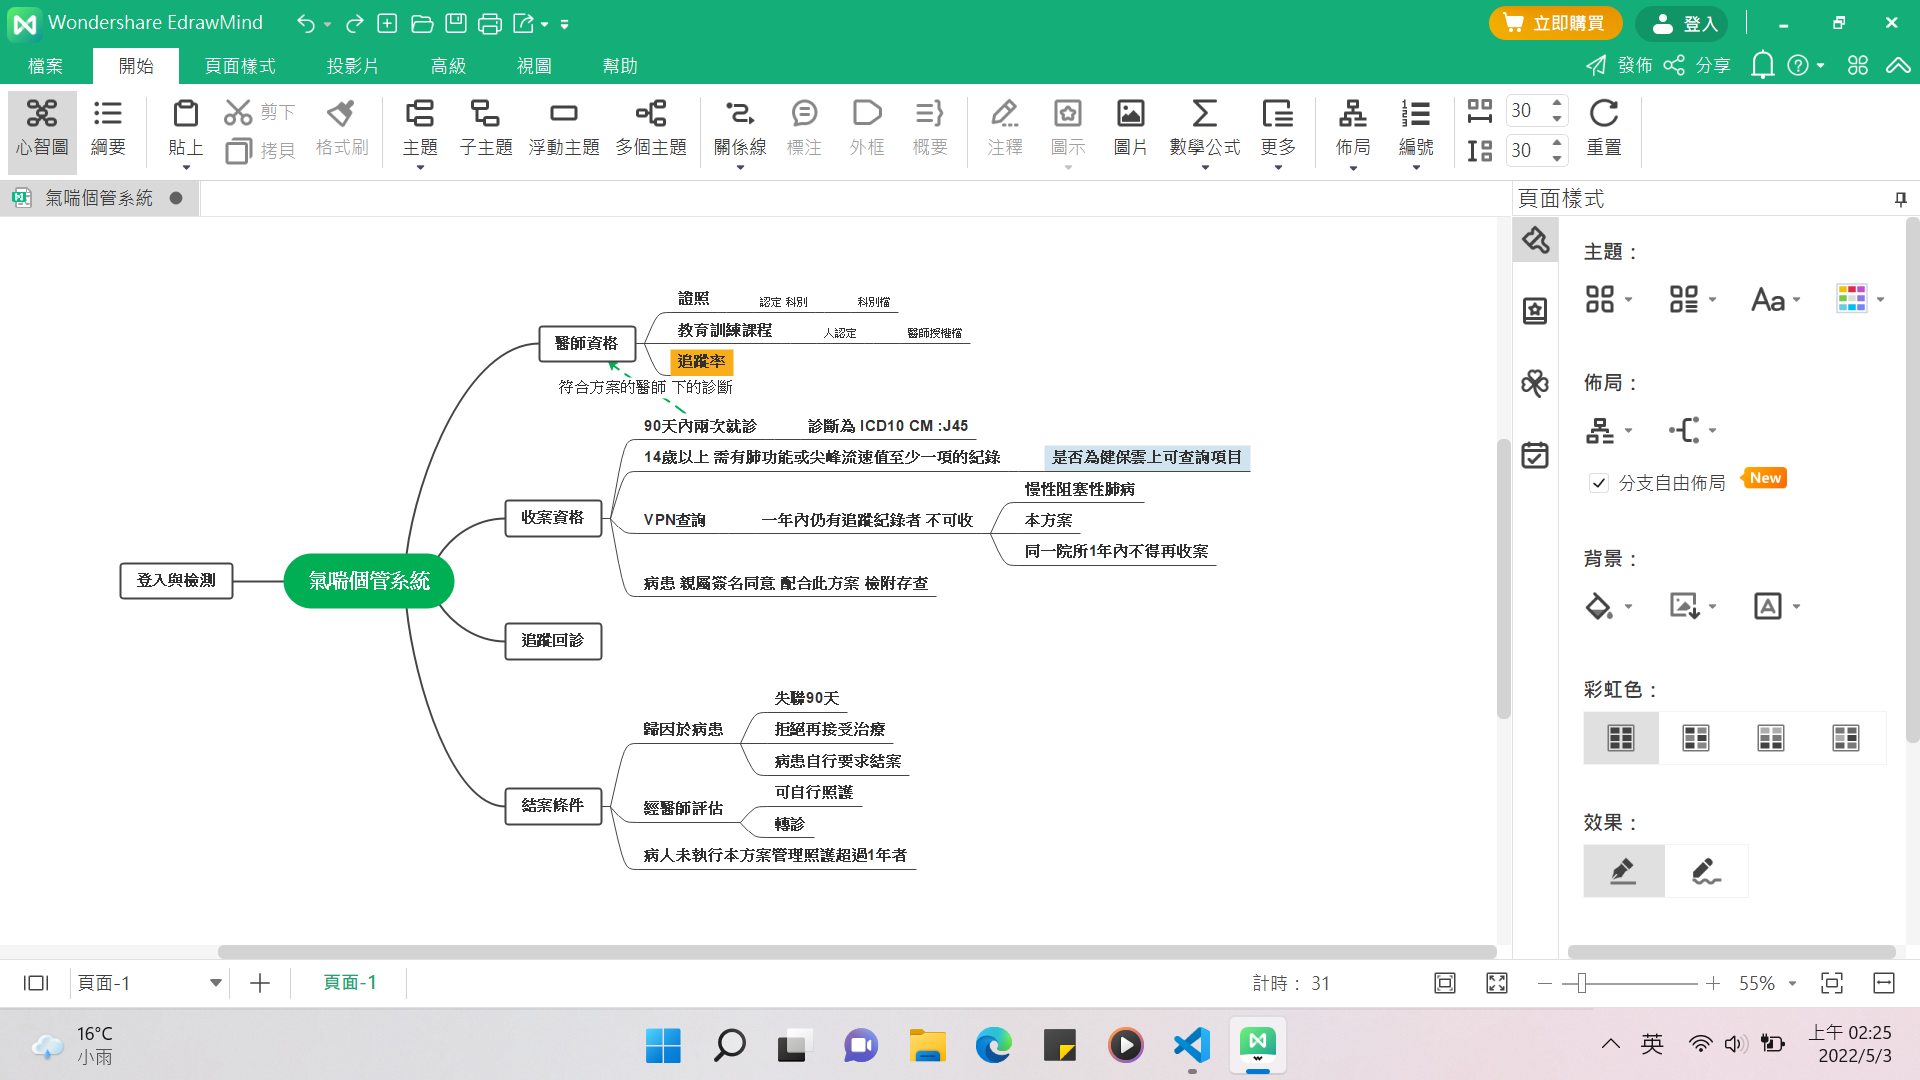 Wondershare EdrawMind
立即購買
登入
檔案
開始
頁面樣式
投影片
高級
視圖
幫助
發佈
分享
心智圖
綱要
貼上
剪下
拷貝
格式刷
主題
子主題
浮動主題
多個主題
關係線
標注
外框
概要
注釋
圖示
圖片
數學公式
更多
佈局
編號
30
30
重置
氣喘個管系統
頁面樣式
主題：
Aa
佈局：
分支自由佈局
New
背景：
彩虹色：
效果：
證照
認定 科別
科別檔
教育訓練課程
人認定
醫師授權檔
醫師資格
追蹤率
符合方案的醫師 下的診斷
90天內兩次就診
診斷為 ICD10 CM :J45
14歲以上 需有肺功能或尖峰流速值至少一項的紀錄
是否為健保雲上可查詢項目
慢性阻塞性肺病
收案資格
VPN查詢
一年內仍有追蹤紀錄者 不可收
本方案
同一院所1年內不得再收案
病患 親屬簽名同意 配合此方案 檢附存查
登入與檢測
氣喘個管系統
追蹤回診
失聯90天
歸因於病患
拒絕再接受治療
病患自行要求結案
可自行照護
結案條件
經醫師評估
轉診
病人未執行本方案管理照護超過1年者
頁面-1
頁面-1
計時： 31
55%
16°C
小雨
英
上午 02:25
2022/5/3